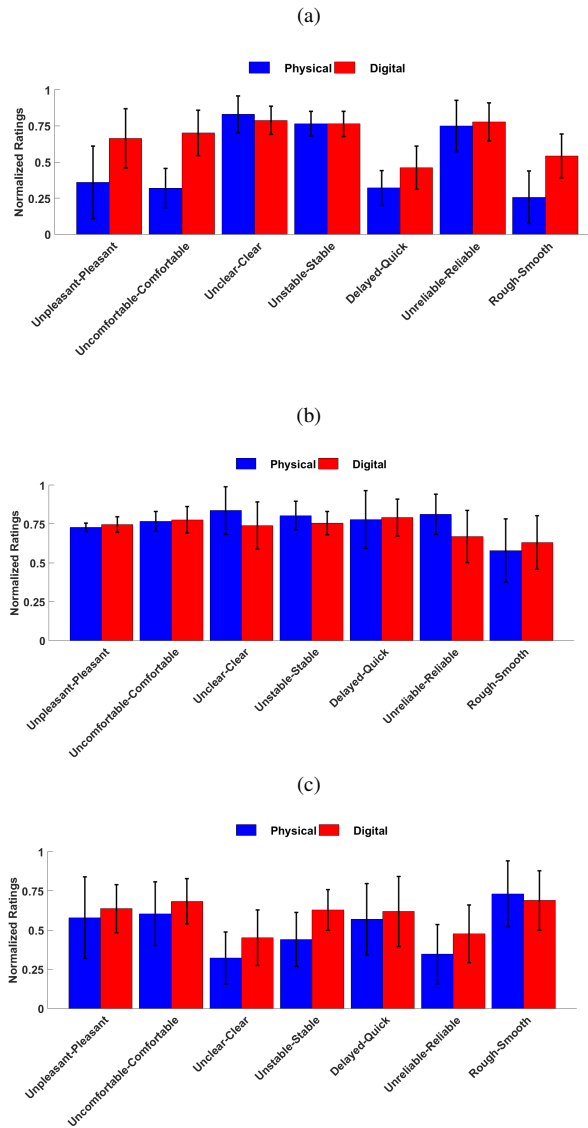 (a)
Physical Digital
Normalized Ratings
1
0.75
0.5
0.25
0
Unpleasant-Pleasant
Uncomfortable-Comfortable
Unclear-Clear
Unstable-Stable
Delayed-Quick
Unreliable-Reliable
Rough-Smooth
(b)
Physical Digital
Normalized Ratings
1
0.75
0.5
0.25
0
Unpleasant-Pleasant
Uncomfortable-Comfortable
Unclear-Clear
Unstable-Stable
Delayed-Quick
Unreliable-Reliable
Rough-Smooth
(c)
Physical Digital
Normalized Ratings
1
0.75
0.5
0.25
0
Unpleasant-Pleasant
Uncomfortable-Comfortable
Unclear-Clear
Unstable-Stable
Delayed-Quick
Unreliable-Reliable
Rough-Smooth